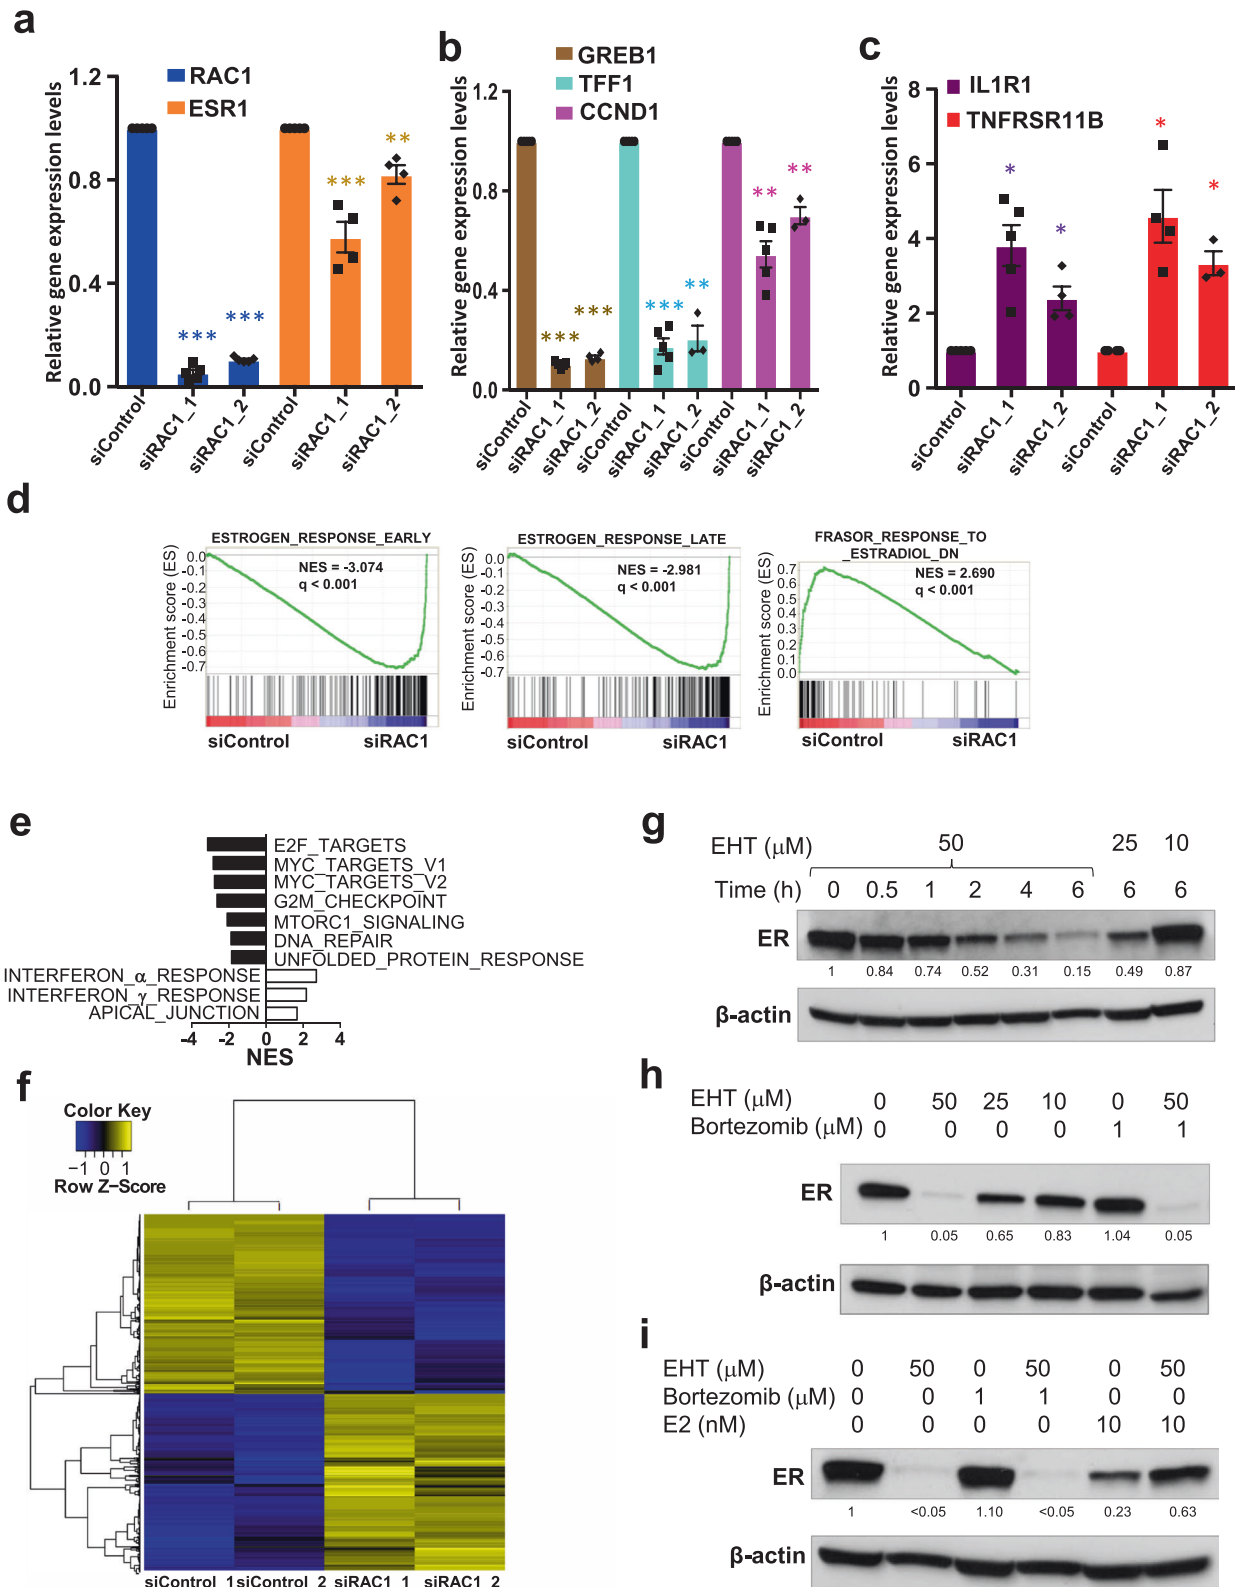 a
RAC1
ESR1
Relative gene expression levels
1.2
0.8
0.4
0.0
***
***
***
**
siControl
siRAC1_1
siRAC1_2
siControl
siRAC1_1
siRAC1_2
b
GREB1
TFF1
CCND1
Relative gene expression levels
1.2
0.8
0.4
0.0
***
***
***
**
**
**
siControl
siRAC1_1
siRAC1_2
siControl
siRAC1_1
siRAC1_2
siControl
siRAC1_1
siRAC1_2
c
IL1R1
TNFRSR11B
Relative gene expression levels
8
6
4
2
0
*
*
*
*
siControl
siRAC1_1
siRAC1_2
siControl
siRAC1_1
siRAC1_2
d
ESTROGEN_RESPONSE_EARLY
Enrichment score (ES)
0.0
-0.1
-0.2
-0.3
-0.4
-0.5
-0.6
-0.7
NES = -3.074
q < 0.001
siControl siRAC1
ESTROGEN_RESPONSE_LATE
Enrichment score (ES)
0.0
-0.1
-0.2
-0.3
-0.4
-0.5
-0.6
-0.7
NES = -2.981
q < 0.001
siControl siRAC1
FRASOR_RESPONSE_TO
_ESTRADIOL_DN
Enrichment score (ES)
0.7
0.6
0.5
0.4
0.3
0.2
0.1
0.0
NES = 2.690
q < 0.001
siControl siRAC1
e
E2F_TARGETS
MYC_TARGETS_V1
MYC_TARGETS_V2
G2M_CHECKPOINT
MTORC1_SIGNALING
DNA_REPAIR
UNFOLDED_PROTEIN_RESPONSE
INTERFERON_α_RESPONSE
INTERFERON_γ_RESPONSE
APICAL_JUNCTION
-4 -2 0 2 4
NES
f
Color Key
−1 0 1
Row Z−Score
siControl_1 siControl_2 siRAC1_1 siRAC1_2
g
EHT (μM) 50 25 10
Time (h) 0 0.5 1 2 4 6 6 6
ER
1 0.84 0.74 0.52 0.31 0.15 0.49 0.87
β-actin
h
EHT (μM) 0 50 25 10 0 50
Bortezomib (μM) 0 0 0 0 1 1
ER
1 0.05 0.65 0.83 1.04 0.05
β-actin
i
EHT (μM) 0 50 0 50 0 50
Bortezomib (μM) 0 0 1 1 0 0
E2 (nM) 0 0 0 0 10 10
ER
1 <0.05 1.10 <0.05 0.23 0.63
β-actin